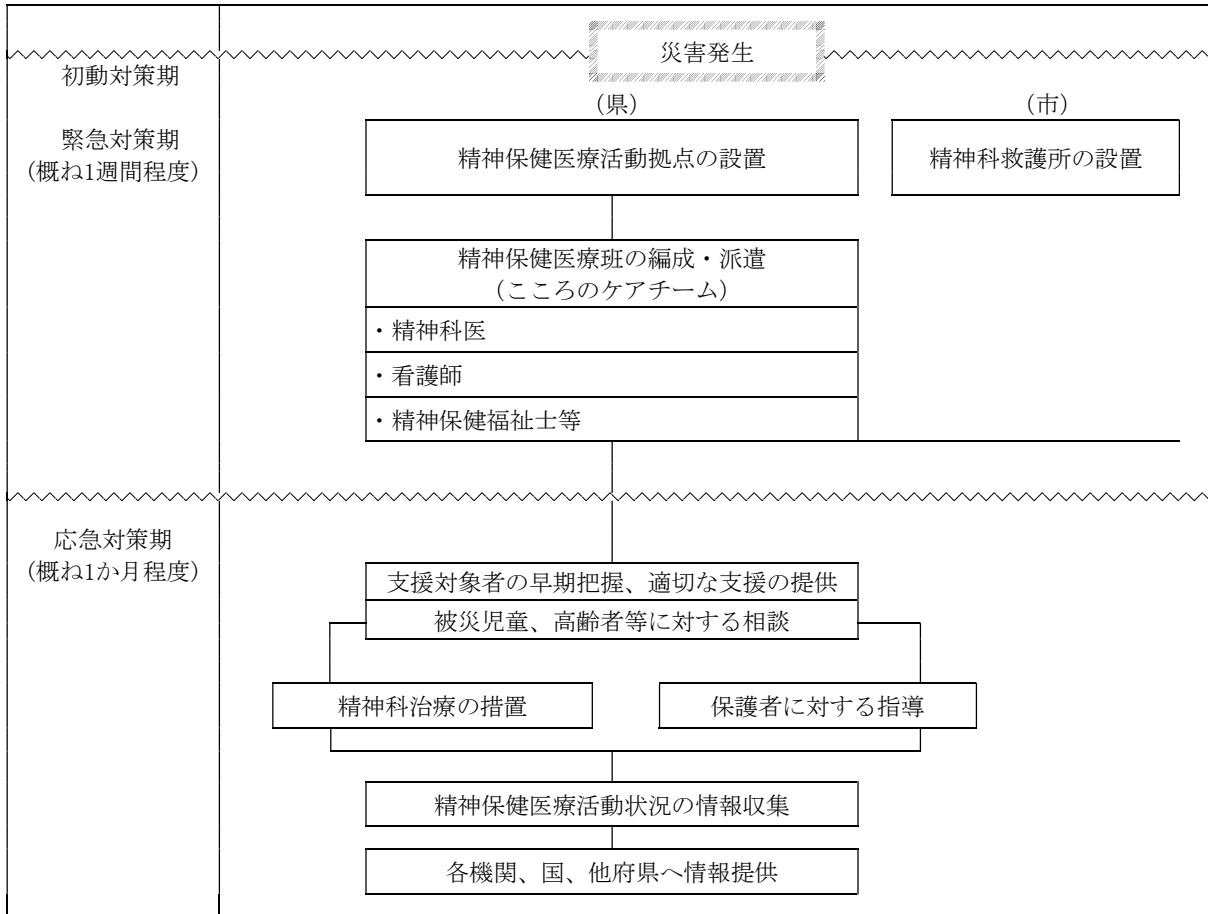 災害発生
初動対策期
(県)
(市)
緊急対策期
(概ね1週間程度)
精神保健医療活動拠点の設置
精神科救護所の設置
精神保健医療班の編成・派遣
(こころのケアチーム)
・精神科医
・看護師
・精神保健福祉士等
応急対策期
(概ね1か月程度)
支援対象者の早期把握、適切な支援の提供
被災児童、高齢者等に対する相談
精神科治療の措置
保護者に対する指導
精神保健医療活動状況の情報収集
各機関、国、他府県へ情報提供